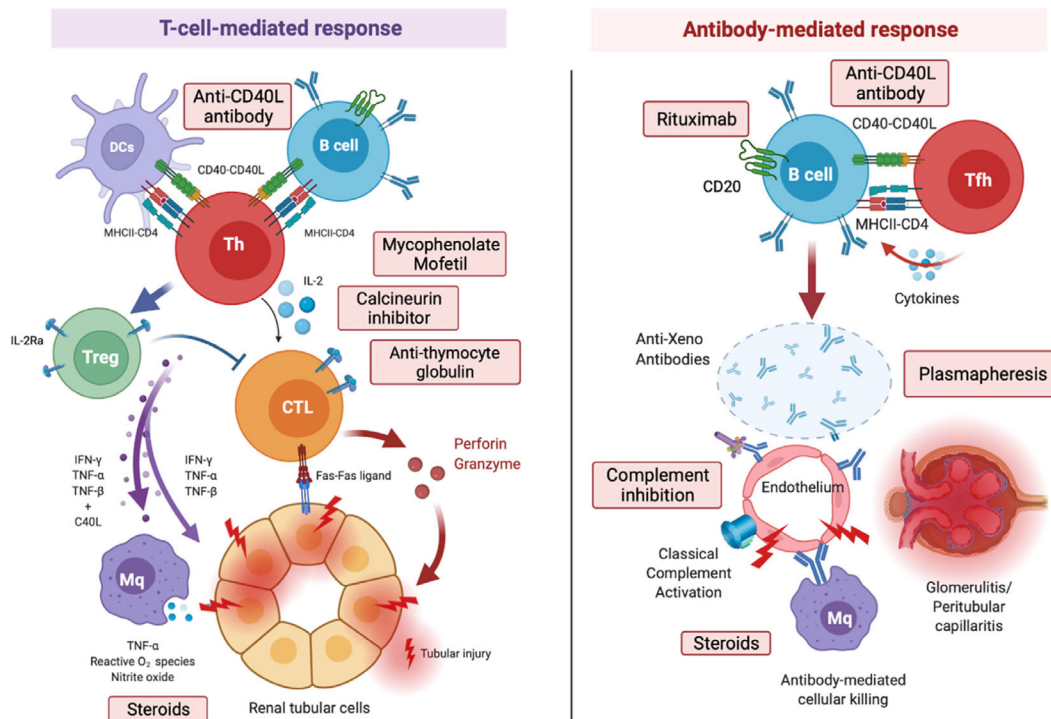 T-cell-mediated response
Anti-CD40L
antibody
DCs
B cell
CD40-CD40L
MHCII-CD4
MHCII-CD4
Th
Mycophenolate
Mofetil
IL-2
Calcineurin
inhibitor
IL-2Ra
Treg
Anti-thymocyte
globulin
CTL
Perforin
Granzyme
Fas-Fas ligand
IFN-γ
TNF-α
TNF-β
+
C40L
IFN-γ
TNF-α
TNF-β
Mq
TNF-α
Reactive O₂ species
Nitrite oxide
Tubular injury
Steroids
Renal tubular cells
Antibody-mediated response
Anti-CD40L
antibody
Rituximab
CD40-CD40L
B cell
Tfh
CD20
MHCII-CD4
Cytokines
Anti-Xeno
Antibodies
Plasmapheresis
Complement
inhibition
Endothelium
Classical
Complement
Activation
Glomerulitis/
Peritubular
capillaritis
Mq
Steroids
Antibody-mediated
cellular killing